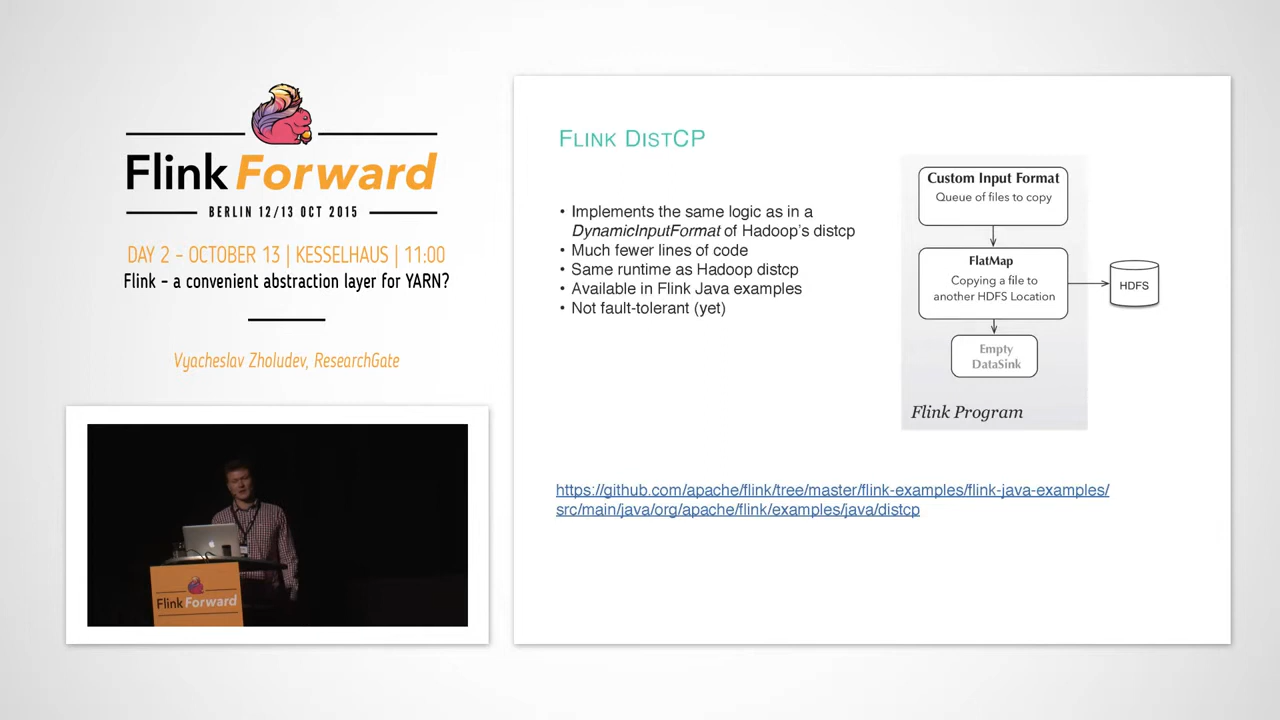 Flink Forward
BERLIN 12/13 OCT 2015
DAY 2 - OCTOBER 13 | KESSELHAUS | 11:00
Flink - a convenient abstraction layer for YARN?
Vyacheslav Zholudev, ResearchGate
Flink Forward
FLINK DISTCP
• Implements the same logic as in a
DynamicInputFormat of Hadoop's distcp
• Much fewer lines of code
• Same runtime as Hadoop distcp
• Available in Flink Java examples
• Not fault-tolerant (yet)
Custom Input Format
Queue of files to copy
FlatMap
Copying a file to
another HDFS Location
HDFS
Empty
DataSink
Flink Program
https://github.com/apache/flink/tree/master/flink-examples/flink-java-examples/
src/main/java/org/apache/flink/examples/java/distcp